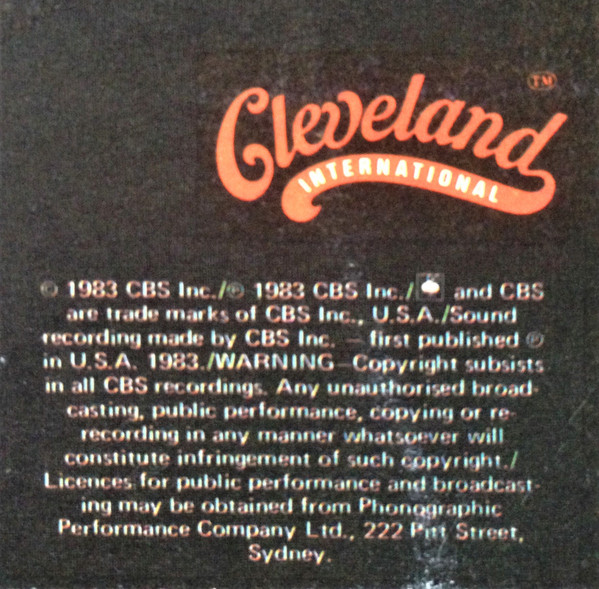 Cleveland TM
INTERNATIONAL
© 1983 CBS Inc./℗ 1983 CBS Inc./ and CBS
are trade marks of CBS Inc., U.S.A./Sound
recording made by CBS Inc. — first published ℗
in U.S.A. 1983./WARNING—Copyright subsists
in all CBS recordings. Any unauthorised broad-
casting, public performance, copying or re-
recording in any manner whatsoever will
constitute infringement of such copyright./
Licences for public performance and broadcast-
ing may be obtained from Phonographic
Performance Company Ltd., 222 Pitt Street,
Sydney.